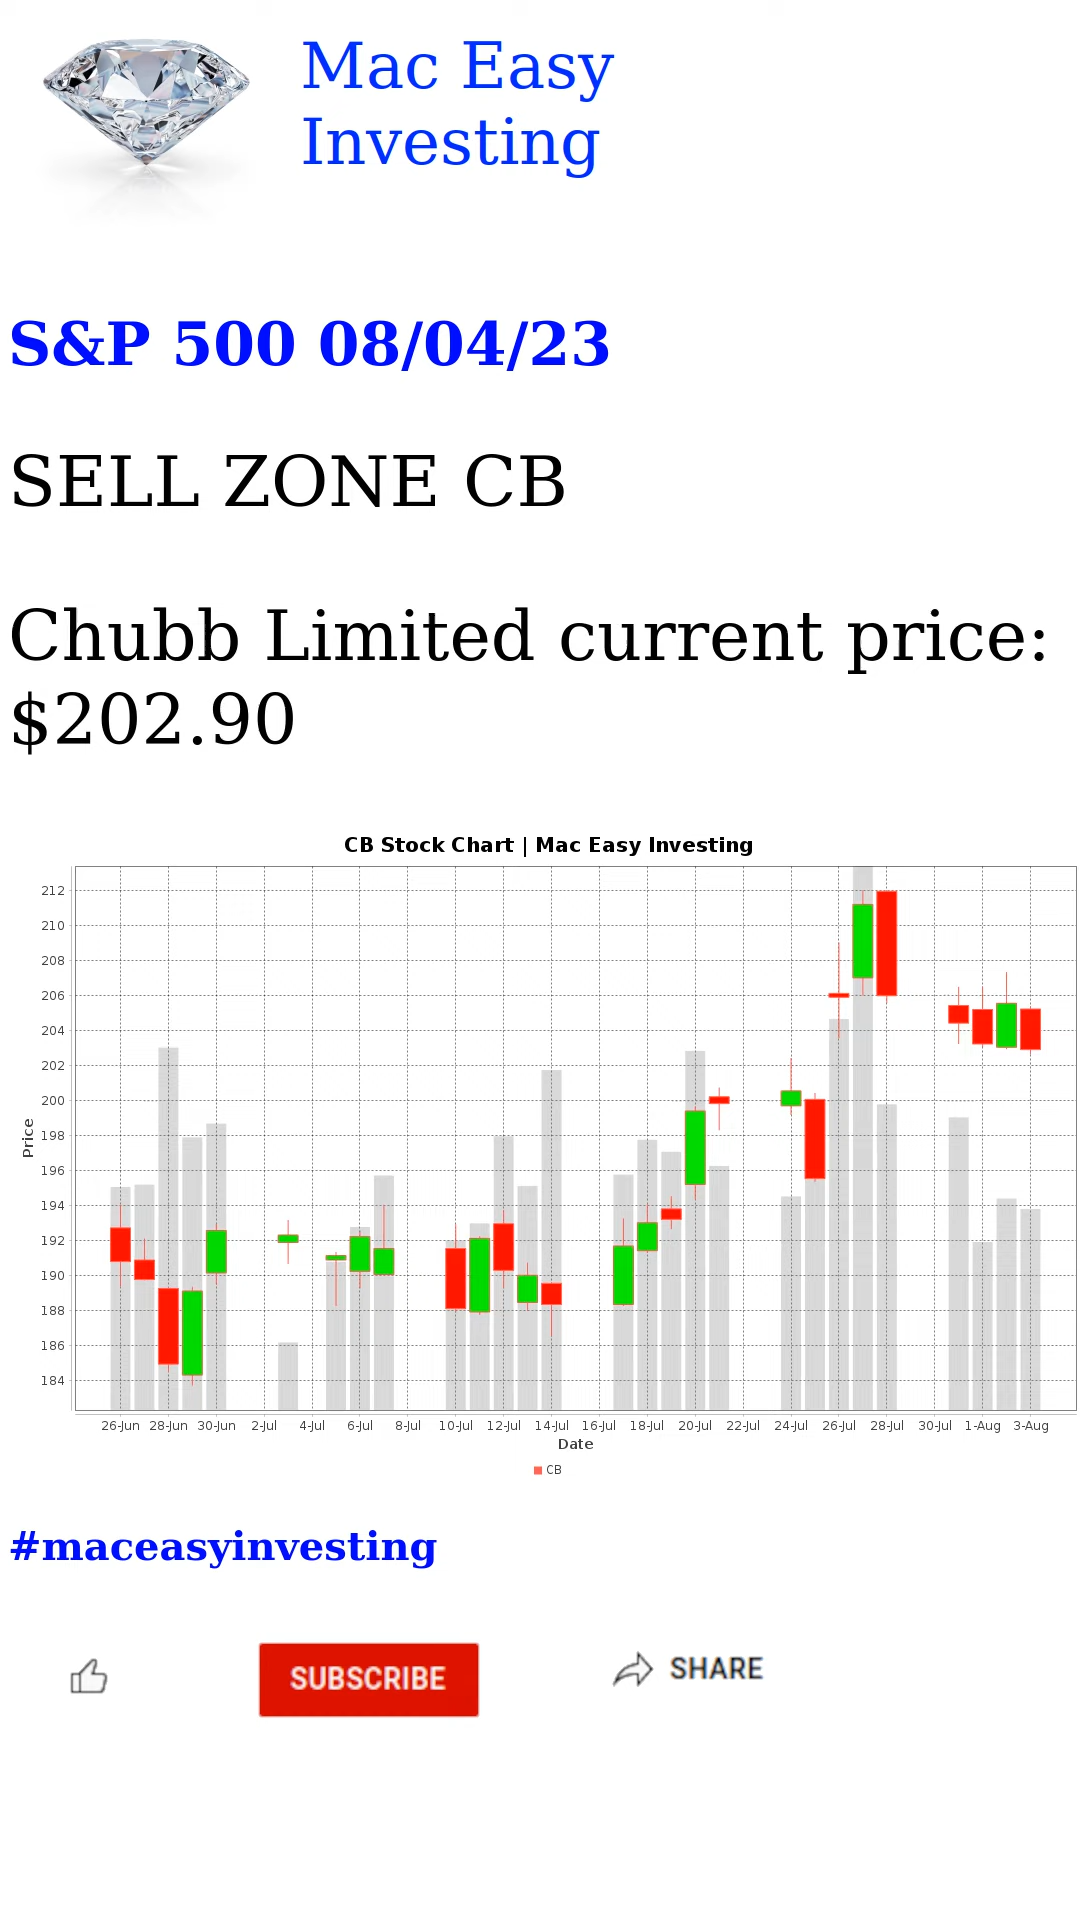 Mac Easy
Investing
S&P 500 08/04/23
SELL ZONE CB
Chubb Limited current price:
$202.90
CB Stock Chart | Mac Easy Investing
212
210
208
206
204
202
200
198
196
194
192
190
188
186
184
Price
26-Jun 28-Jun 30-Jun 2-Jul 4-Jul 6-Jul 8-Jul 10-Jul 12-Jul 14-Jul 16-Jul 18-Jul 20-Jul 22-Jul 24-Jul 26-Jul 28-Jul 30-Jul 1-Aug 3-Aug
Date
CB
#maceasyinvesting
SUBSCRIBE
SHARE